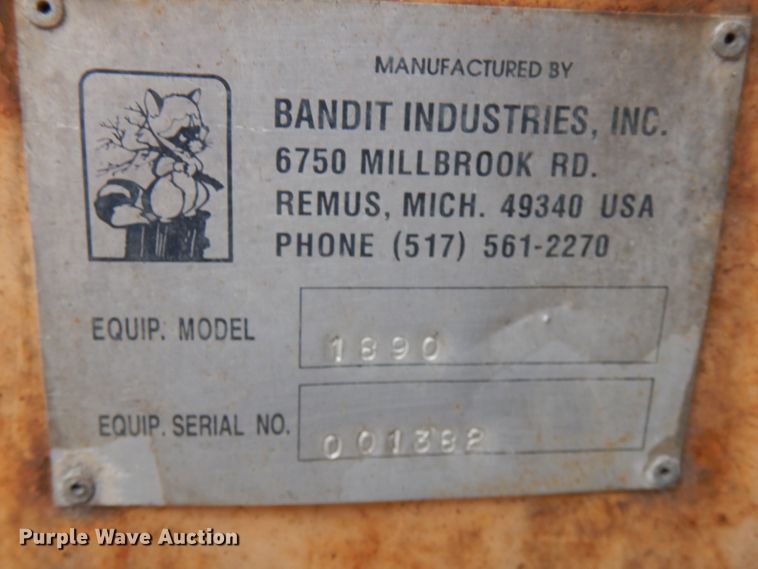 MANUFACTURED BY
BANDIT INDUSTRIES, INC.
6750 MILLBROOK RD.
REMUS, MICH. 49340 USA
PHONE (517) 561-2270
EQUIP. MODEL 1890
EQUIP. SERIAL NO. 001382
Purple Wave Auction